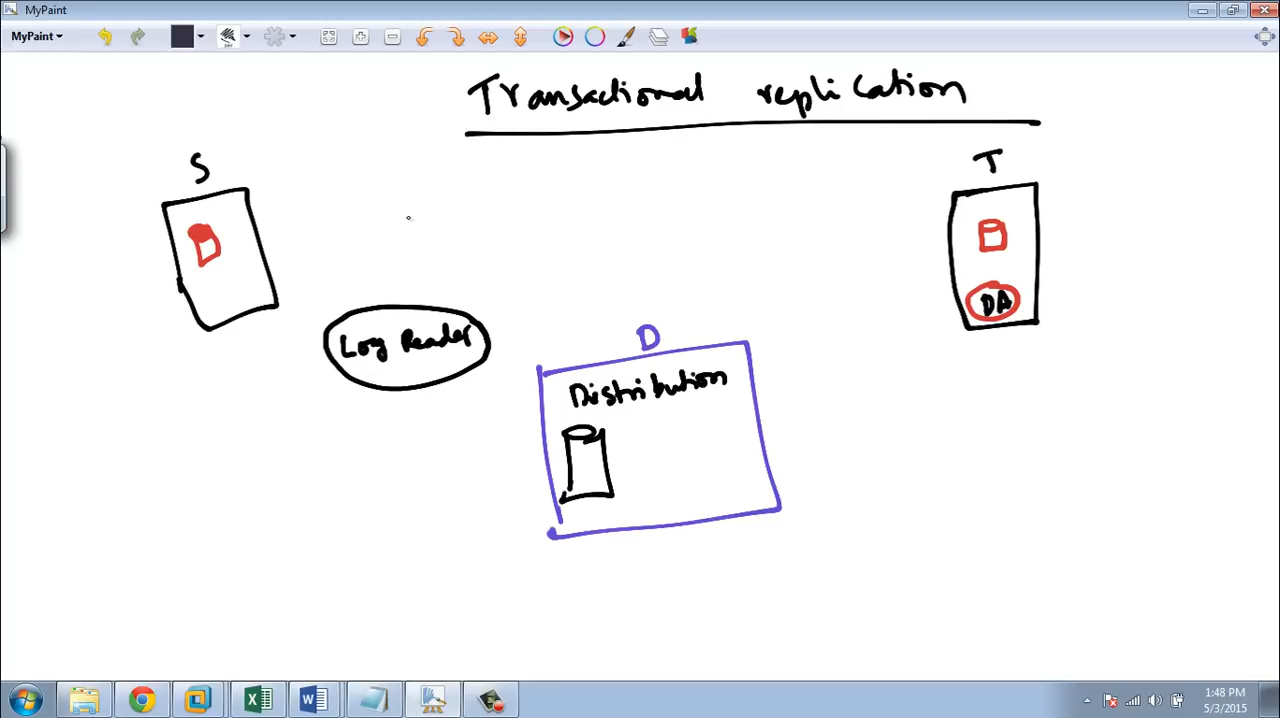 MyPaint
MyPaint
Transactional replication
S
T
DA
Log Reader
D
Distribution
1:48 PM
5/3/2015